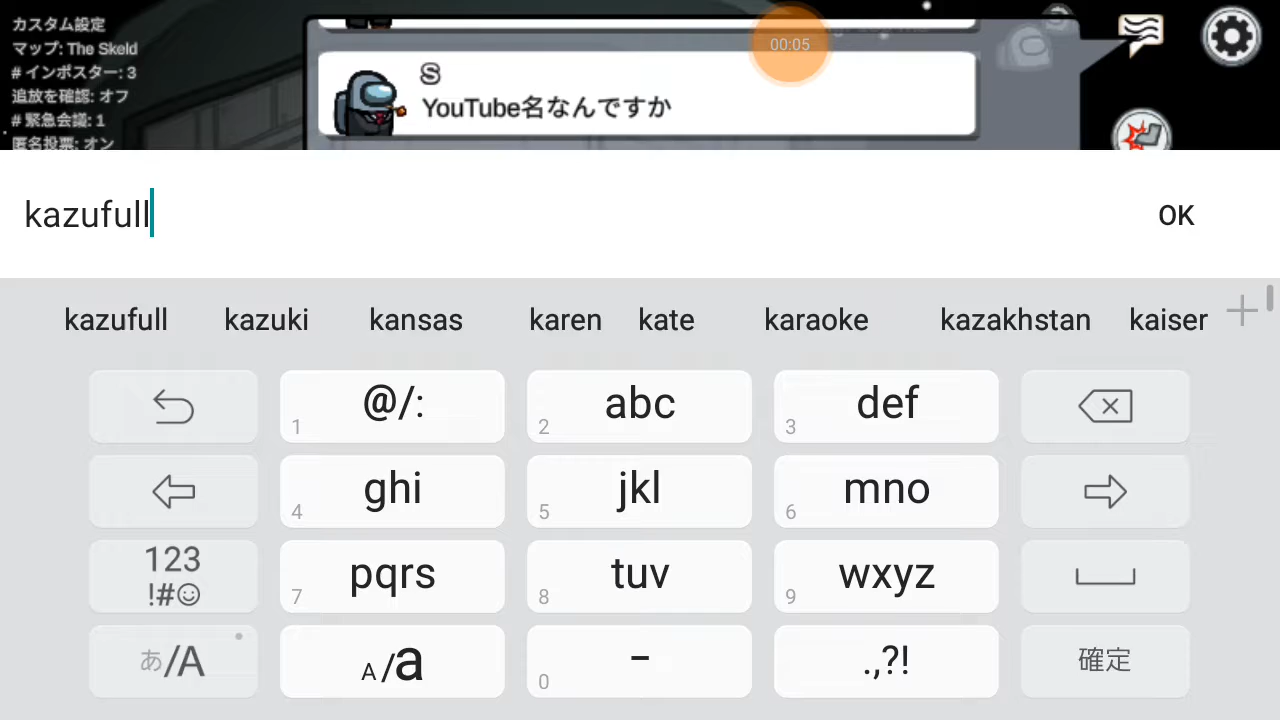 カスタム設定
マップ: The Skeld
# インポスター: 3
追放を確認: オフ
# 緊急会議: 1
匿名投票: オン
00:05
S
YouTube名なんですか
kazufull
OK
kazufull kazuki kansas karen kate karaoke kazakhstan kaiser
1 @/: 2 abc 3 def
4 ghi 5 jkl 6 mno
123 !#☺ 7 pqrs 8 tuv 9 wxyz
あ/A A/a 0 − .,?! 確定